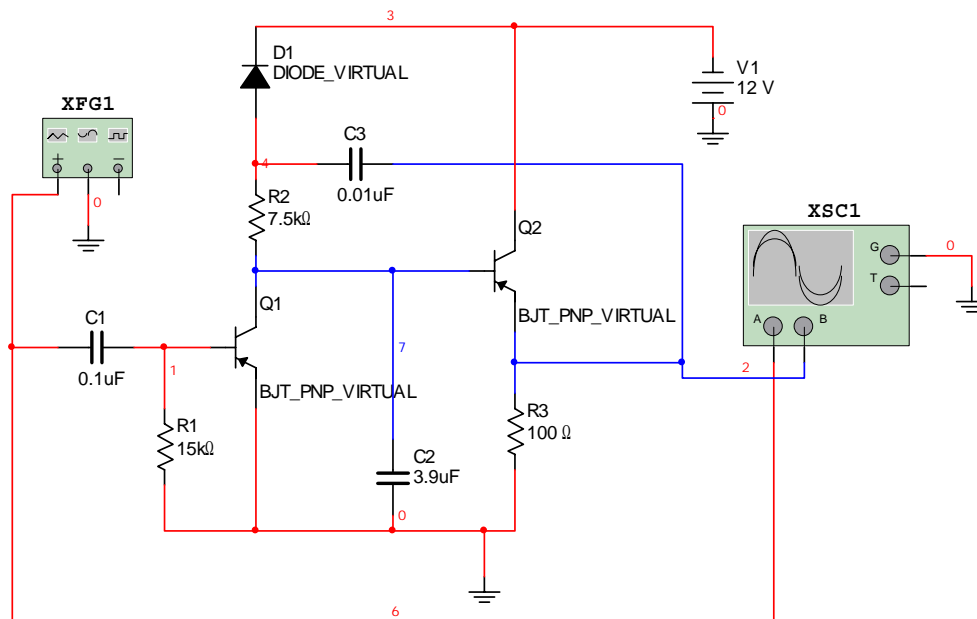 3
D1
DIODE_VIRTUAL
V1
12 V
0
XFG1
+
−
0
C3
4
0.01uF
R2
7.5kΩ
Q2
XSC1
G
0
T
A
B
Q1
BJT_PNP_VIRTUAL
C1
0.1uF
1
7
2
BJT_PNP_VIRTUAL
R1
15kΩ
R3
100 Ω
C2
3.9uF
0
6